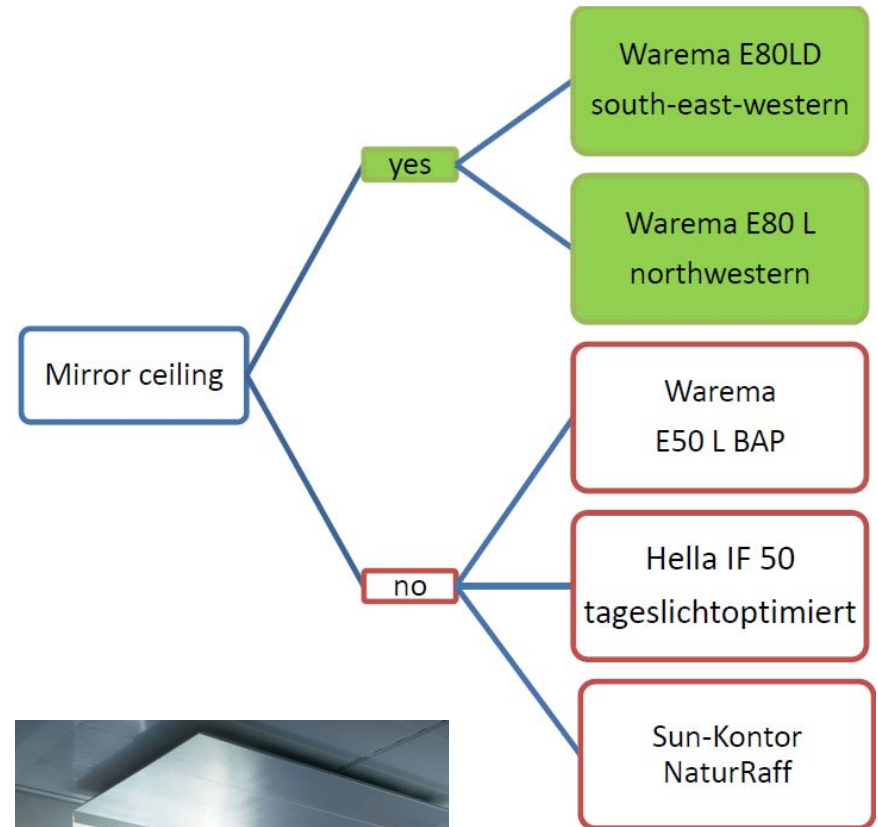 Mirror ceiling
yes
Warema E80LD
south-east-western
Warema E80 L
northwestern
no
Warema
E50 L BAP
Hella IF 50
tageslichtoptimiert
Sun-Kontor
NaturRaff